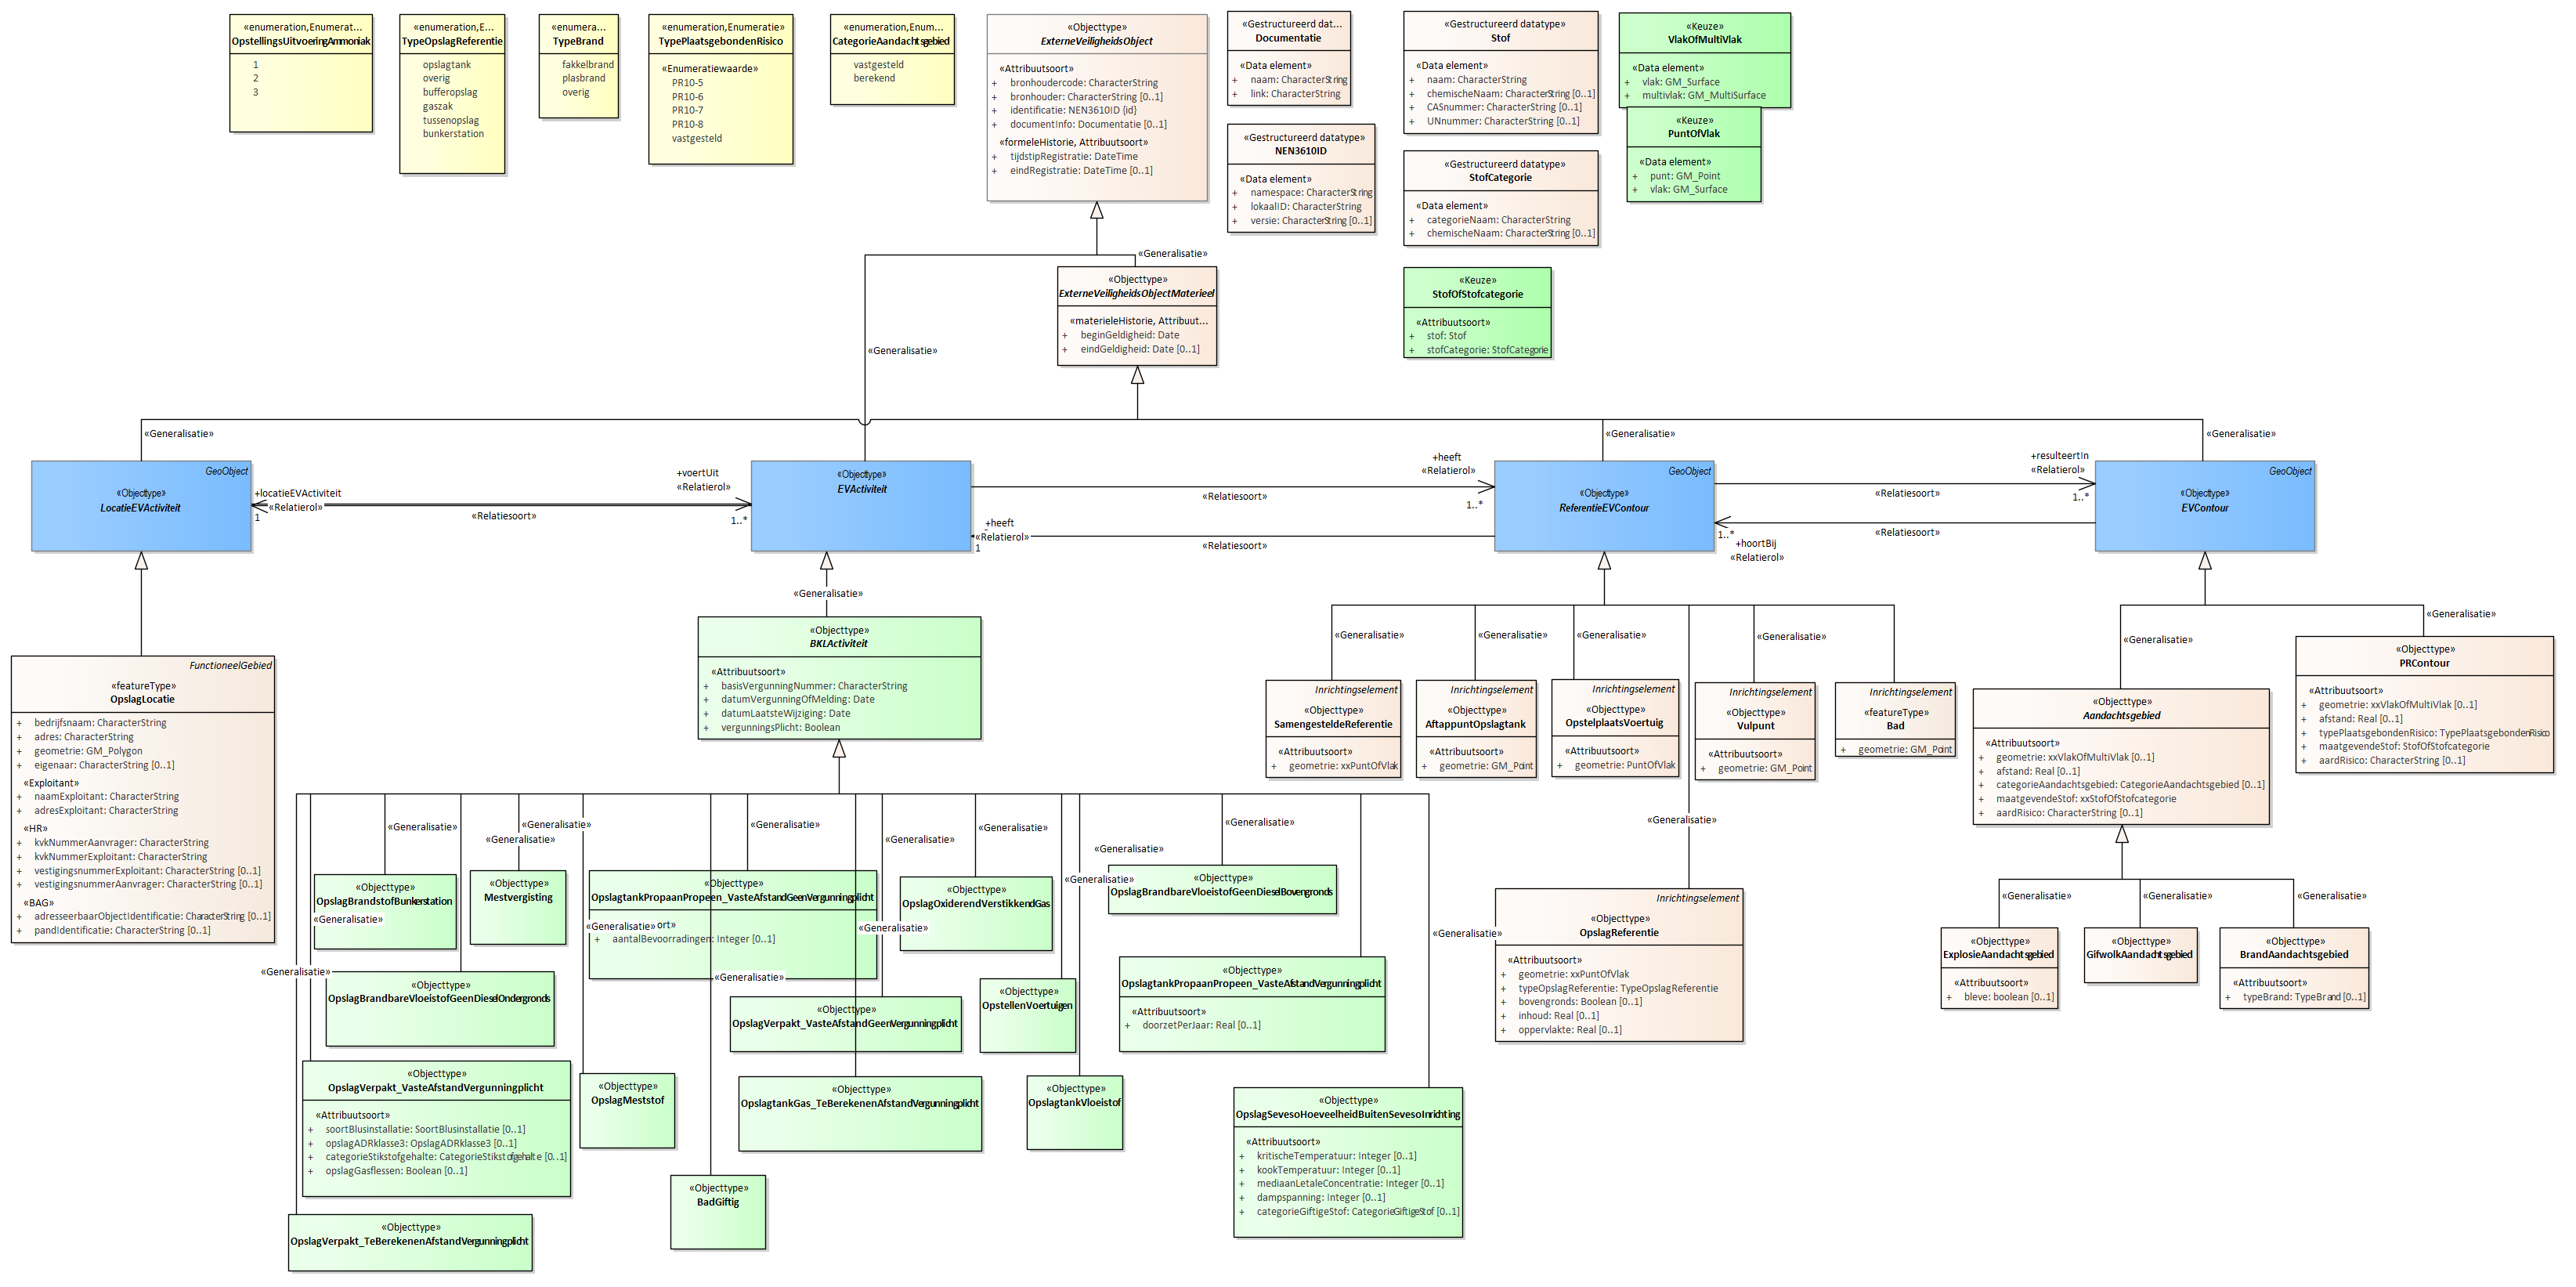 «enumeration,Enumerat...
OpstellingsUitvoeringAmmoniak
1
2
3
«enumeration,E...
TypeOpslagReferentie
opslagtank
overig
bufferopslag
gaszak
tussenopslag
bunkerstation
«enumera...
TypeBrand
fakkelbrand
plasbrand
overig
«enumeration,Enumeratie»
TypePlaatsgebondenRisico
«Enumeratiewaarde»
PR10-5
PR10-6
PR10-7
PR10-8
vastgesteld
«enumeration,Enum...
CategorieAandachtsgebied
vastgesteld
berekend
«Objecttype»
ExterneVeiligheidsObject
«Attribuutsoort»
+ bronhoudercode: CharacterString
+ bronhouder: CharacterString [0..1]
+ identificatie: NEN3610ID {id}
+ documentInfo: Documentatie [0..1]
«formeleHistorie, Attribuutsoort»
+ tijdstipRegistratie: DateTime
+ eindRegistratie: DateTime [0..1]
«Gestructureerd dat...
Documentatie
«Data element»
+ naam: CharacterString
+ link: CharacterString
«Gestructureerd datatype»
NEN3610ID
«Data element»
+ namespace: CharacterString
+ lokaalID: CharacterString
+ versie: CharacterString [0..1]
«Gestructureerd datatype»
Stof
«Data element»
+ naam: CharacterString
+ chemischeNaam: CharacterString [0..1]
+ CASnummer: CharacterString [0..1]
+ UNnummer: CharacterString [0..1]
«Gestructureerd datatype»
StofCategorie
«Data element»
+ categorieNaam: CharacterString
+ chemischeNaam: CharacterString [0..1]
«Keuze»
VlakOfMultiVlak
«Data element»
+ vlak: GM_Surface
+ multivlak: GM_MultiSurface
«Keuze»
PuntOfVlak
«Data element»
+ punt: GM_Point
+ vlak: GM_Surface
«Keuze»
StofOfStofcategorie
«Attribuutsoort»
+ stof: Stof
+ stofCategorie: StofCategorie
«Generalisatie»
«Objecttype»
ExterneVeiligheidsObjectMaterieel
«materieleHistorie, Attribuut...
+ beginGeldigheid: Date
+ eindGeldigheid: Date [0..1]
«Generalisatie»
«Generalisatie»
«Generalisatie»
«Generalisatie»
GeoObject
«Objecttype»
LocatieEVActiviteit
+locatieEVActiviteit
«Relatierol»
1
«Relatiesoort»
+voertUit
«Relatierol»
1..*
«Objecttype»
EVActiviteit
+heeft
«Relatierol»
1..*
«Relatiesoort»
+heeft
«Relatierol»
1
«Relatiesoort»
GeoObject
«Objecttype»
ReferentieEVContour
+resulteertIn
«Relatierol»
1..*
«Relatiesoort»
1..*
+hoortBij
«Relatierol»
«Relatiesoort»
GeoObject
«Objecttype»
EVContour
«Generalisatie»
FunctioneelGebied
«featureType»
OpslagLocatie
+ bedrijfsnaam: CharacterString
+ adres: CharacterString
+ geometrie: GM_Polygon
+ eigenaar: CharacterString [0..1]
«Exploitant»
+ naamExploitant: CharacterString
+ adresExploitant: CharacterString
«HR»
+ kvkNummerAanvrager: CharacterString
+ kvkNummerExploitant: CharacterString
+ vestigingsnummerExploitant: CharacterString [0..1]
+ vestigingsnummerAanvrager: CharacterString [0..1]
«BAG»
+ adresseerbaarObjectIdentificatie: CharacterString [0..1]
+ pandIdentificatie: CharacterString [0..1]
«Objecttype»
BKLActiviteit
«Attribuutsoort»
+ basisVergunningNummer: CharacterString
+ datumVergunningOfMelding: Date
+ datumLaatsteWijziging: Date
+ vergunningsPlicht: Boolean
«Generalisatie»
«Generalisatie»
«Generalisatie»
«Generalisatie»
Inrichtingselement
«Objecttype»
SamengesteldeReferentie
«Attribuutsoort»
+ geometrie: xxPuntOfVlak
Inrichtingselement
«Objecttype»
AftappuntOpslagtank
«Attribuutsoort»
+ geometrie: GM_Point
Inrichtingselement
«Objecttype»
OpstelplaatsVoertuig
«Attribuutsoort»
+ geometrie: PuntOfVlak
Inrichtingselement
«Objecttype»
Vulpunt
«Attribuutsoort»
+ geometrie: GM_Point
Inrichtingselement
«featureType»
Bad
+ geometrie: GM_Point
«Generalisatie»
Inrichtingselement
«Objecttype»
OpslagReferentie
«Attribuutsoort»
+ geometrie: xxPuntOfVlak
+ typeOpslagReferentie: TypeOpslagReferentie
+ bovengronds: Boolean [0..1]
+ inhoud: Real [0..1]
+ oppervlakte: Real [0..1]
«Generalisatie»
«Generalisatie»
«Objecttype»
Aandachtsgebied
«Attribuutsoort»
+ geometrie: xxVlakOfMultiVlak [0..1]
+ afstand: Real [0..1]
+ categorieAandachtsgebied: CategorieAandachtsgebied [0..1]
+ maatgevendeStof: xxStofOfStofcategorie
+ aardRisico: CharacterString [0..1]
«Objecttype»
PRContour
«Attribuutsoort»
+ geometrie: xxVlakOfMultiVlak [0..1]
+ afstand: Real [0..1]
+ typePlaatsgebondenRisico: TypePlaatsgebondenRisico
+ maatgevendeStof: StofOfStofcategorie
+ aardRisico: CharacterString [0..1]
«Generalisatie»
«Generalisatie»
«Generalisatie»
«Objecttype»
ExplosieAandachtsgebied
«Attribuutsoort»
+ bleve: boolean [0..1]
«Objecttype»
GifwolkAandachtsgebied
«Objecttype»
BrandAandachtsgebied
«Attribuutsoort»
+ typeBrand: TypeBrand [0..1]
«Generalisatie»
«Generalisatie»
«Generalisatie»
«Generalisatie»
«Generalisatie»
«Generalisatie»
«Generalisatie»
«Generalisatie»
«Generalisatie»
«Objecttype»
OpslagBrandstofBunkerstation
«Generalisatie»
«Objecttype»
Mestvergisting
«Objecttype»
OpslagtankPropaanPropeen_VasteAfstandGeenVergunningplicht
«Generalisatie»
oort»
+ aantalBevoorradingen: Integer [0..1]
«Generalisatie»
«Generalisatie»
«Objecttype»
OpslagOxiderendVerstikkendGas
«Objecttype»
OpslagBrandbareVloeistofGeenDieselBovengronds
«Generalisatie»
«Generalisatie»
«Objecttype»
OpslagBrandbareVloeistofGeenDieselOndergronds
«Objecttype»
OpslagVerpakt_VasteAfstandGeenVergunningplicht
«Objecttype»
OpstellenVoertuigen
«Objecttype»
OpslagtankPropaanPropeen_VasteAfstandVergunningplicht
«Attribuutsoort»
+ doorzetPerJaar: Real [0..1]
«Objecttype»
OpslagVerpakt_VasteAfstandVergunningplicht
«Attribuutsoort»
+ soortBlusinstallatie: SoortBlusinstallatie [0..1]
+ opslagADRklasse3: OpslagADRklasse3 [0..1]
+ categorieStikstofgehalte: CategorieStikstofgehalte [0..1]
+ opslagGasflessen: Boolean [0..1]
«Objecttype»
OpslagMeststof
«Objecttype»
OpslagtankGas_TeBerekenenAfstandVergunningplicht
«Objecttype»
OpslagtankVloeistof
«Objecttype»
OpslagSevesoHoeveelheidBuitenSevesoInrichting
«Attribuutsoort»
+ kritischeTemperatuur: Integer [0..1]
+ kookTemperatuur: Integer [0..1]
+ mediaanLetaleConcentratie: Integer [0..1]
+ dampspanning: Integer [0..1]
+ categorieGiftigeStof: CategorieGiftigeStof [0..1]
«Objecttype»
BadGiftig
«Objecttype»
OpslagVerpakt_TeBerekenenAfstandVergunningplicht